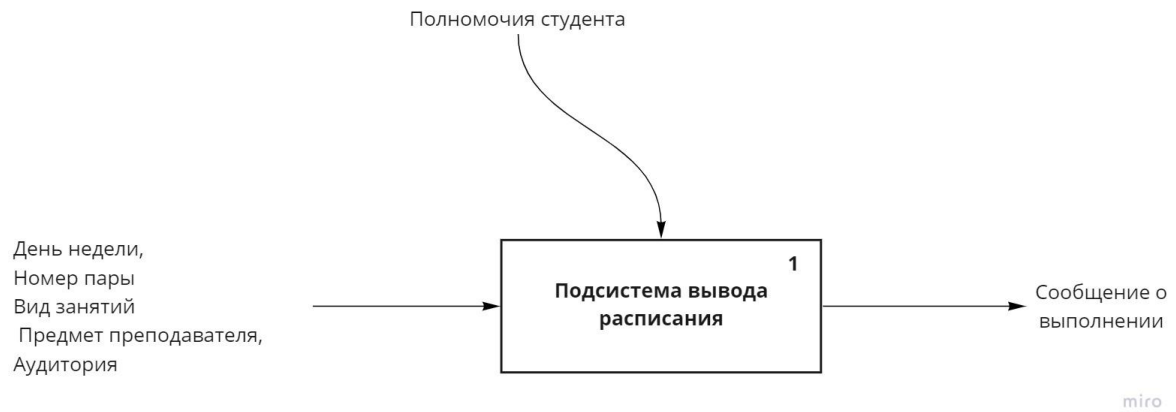 Полномочия студента
День недели,
Номер пары
Вид занятий
Предмет преподавателя,
Аудитория
1
Подсистема вывода
расписания
Сообщение о
выполнении
miro